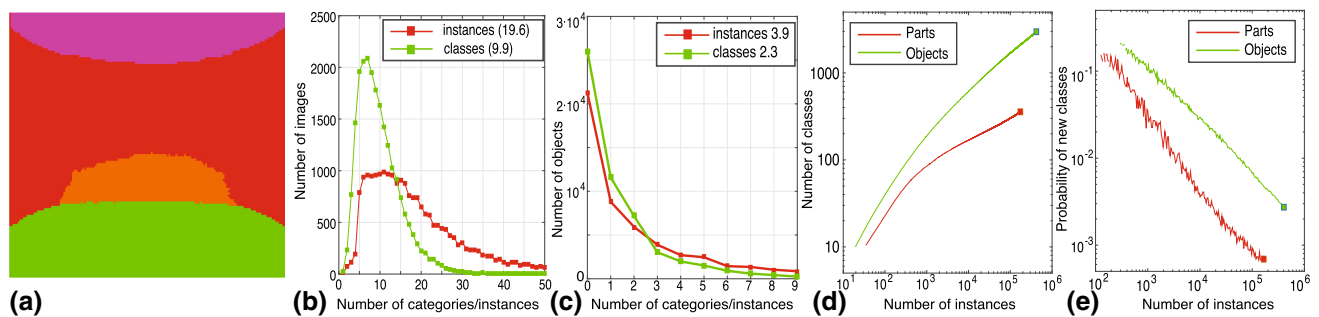 (a)
Number of images
2500
2000
1500
1000
500
0
0 10 20 30 40 50
instances (19.6)
classes (9.9)
Number of categories/instances
(b)
Number of objects
3·10⁴
2·10⁴
10⁴
0
0 1 2 3 4 5 6 7 8 9
instances 3.9
classes 2.3
Number of categories/instances
(c)
Number of classes
1000
100
10
10¹ 10² 10³ 10⁴ 10⁵ 10⁶
Parts
Objects
Number of instances
(d)
Probability of new classes
10⁻¹
10⁻²
10⁻³
10² 10³ 10⁴ 10⁵ 10⁶
Parts
Objects
Number of instances
(e)